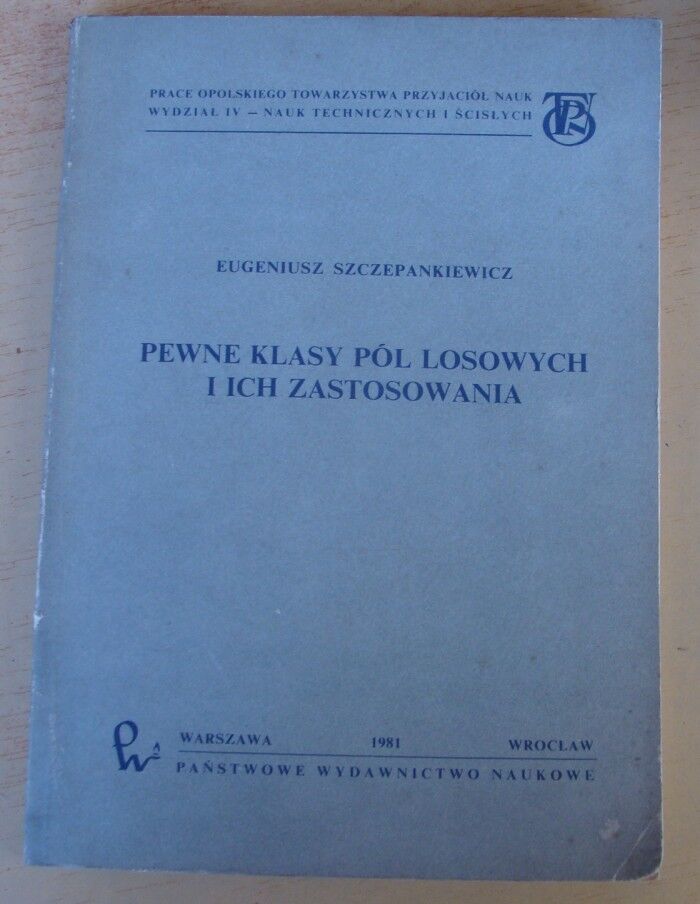 PRACE OPOLSKIEGO TOWARZYSTWA PRZYJACIÓŁ NAUK
WYDZIAŁ IV — NAUK TECHNICZNYCH I ŚCISŁYCH
EUGENIUSZ SZCZEPANKIEWICZ
PEWNE KLASY PÓL LOSOWYCH
I ICH ZASTOSOWANIA
WARSZAWA 1981 WROCŁAW
PAŃSTWOWE WYDAWNICTWO NAUKOWE